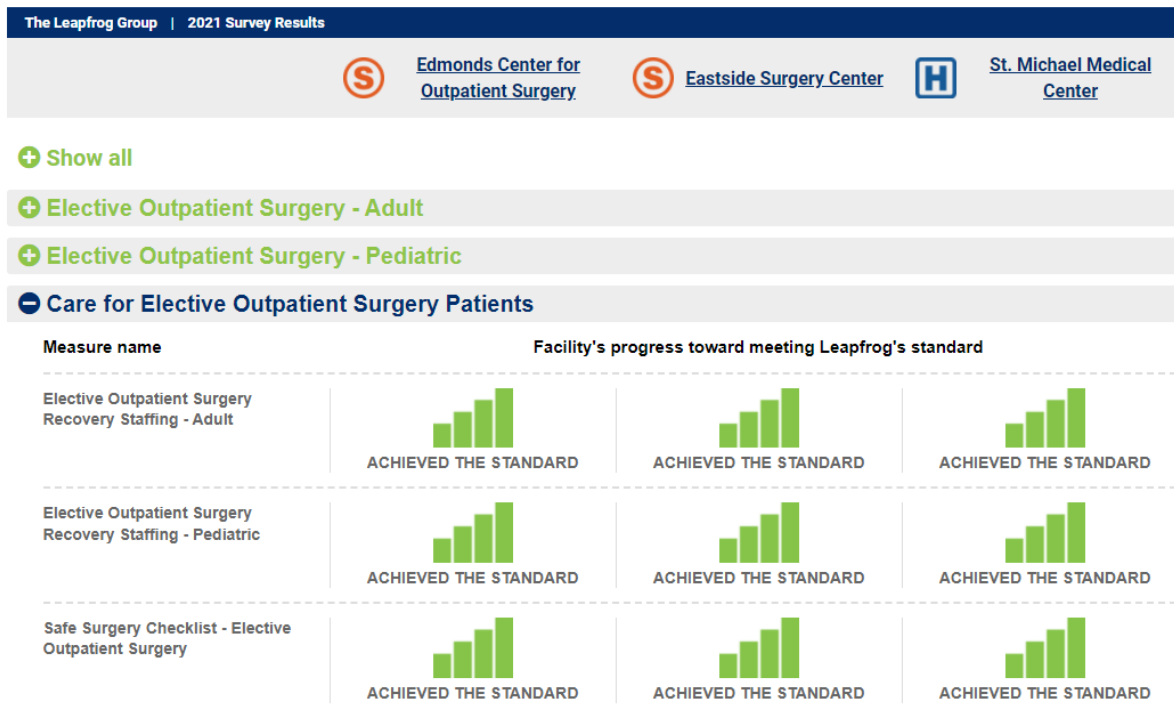 The Leapfrog Group | 2021 Survey Results
S Edmonds Center for
Outpatient Surgery
S Eastside Surgery Center
H St. Michael Medical
Center
Show all
Elective Outpatient Surgery - Adult
Elective Outpatient Surgery - Pediatric
Care for Elective Outpatient Surgery Patients
Measure name Facility's progress toward meeting Leapfrog's standard
Elective Outpatient Surgery
Recovery Staffing - Adult
ACHIEVED THE STANDARD ACHIEVED THE STANDARD ACHIEVED THE STANDARD
Elective Outpatient Surgery
Recovery Staffing - Pediatric
ACHIEVED THE STANDARD ACHIEVED THE STANDARD ACHIEVED THE STANDARD
Safe Surgery Checklist - Elective
Outpatient Surgery
ACHIEVED THE STANDARD ACHIEVED THE STANDARD ACHIEVED THE STANDARD